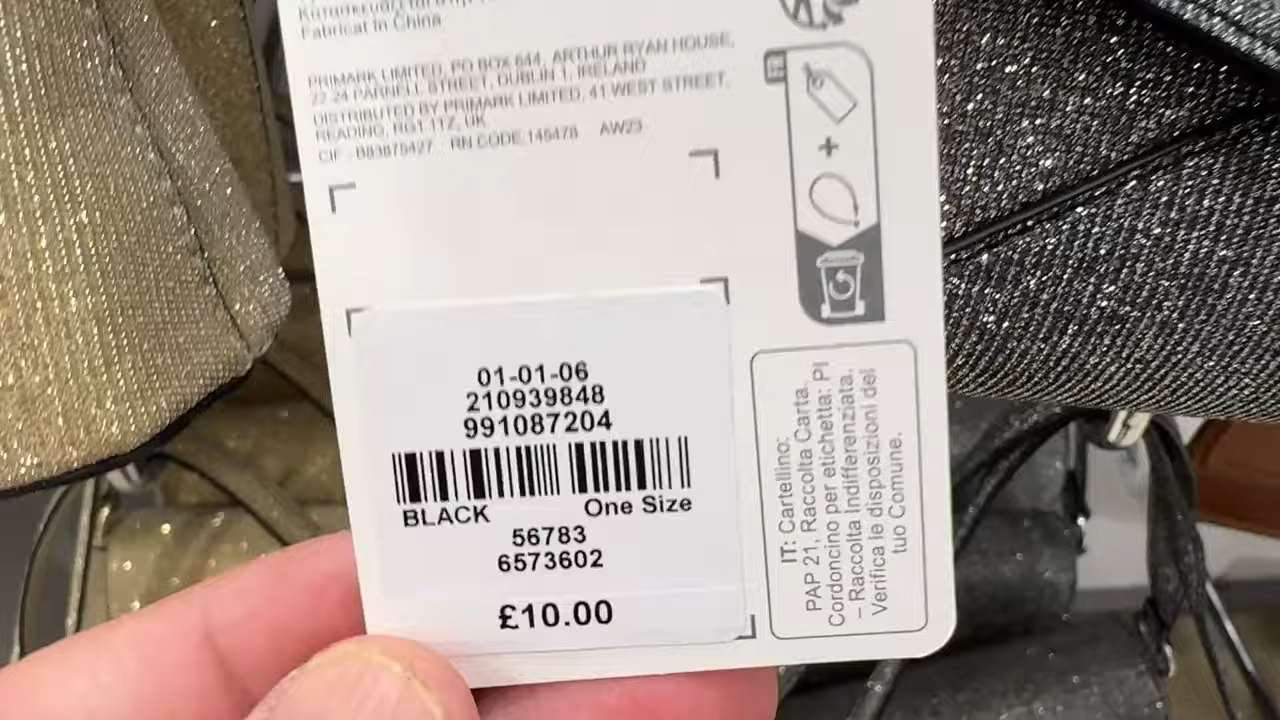 Fabricat în China
PRIMARK LIMITED, PO BOX 644, ARTHUR RYAN HOUSE,
22-24 PARNELL STREET, DUBLIN 1, IRELAND
DISTRIBUTED BY PRIMARK LIMITED, 41 WEST STREET,
READING, RG1 1TZ, UK
CIF - B83875427 RN CODE 145478 AW23
01-01-06
210939848
991087204
BLACK One Size
56783
6573602
£10.00
IT: Cartellino:
PAP 21, Raccolta Carta.
Cordoncino per etichetta: PI
– Raccolta Indifferenziata.
Verifica le disposizioni del
tuo Comune.